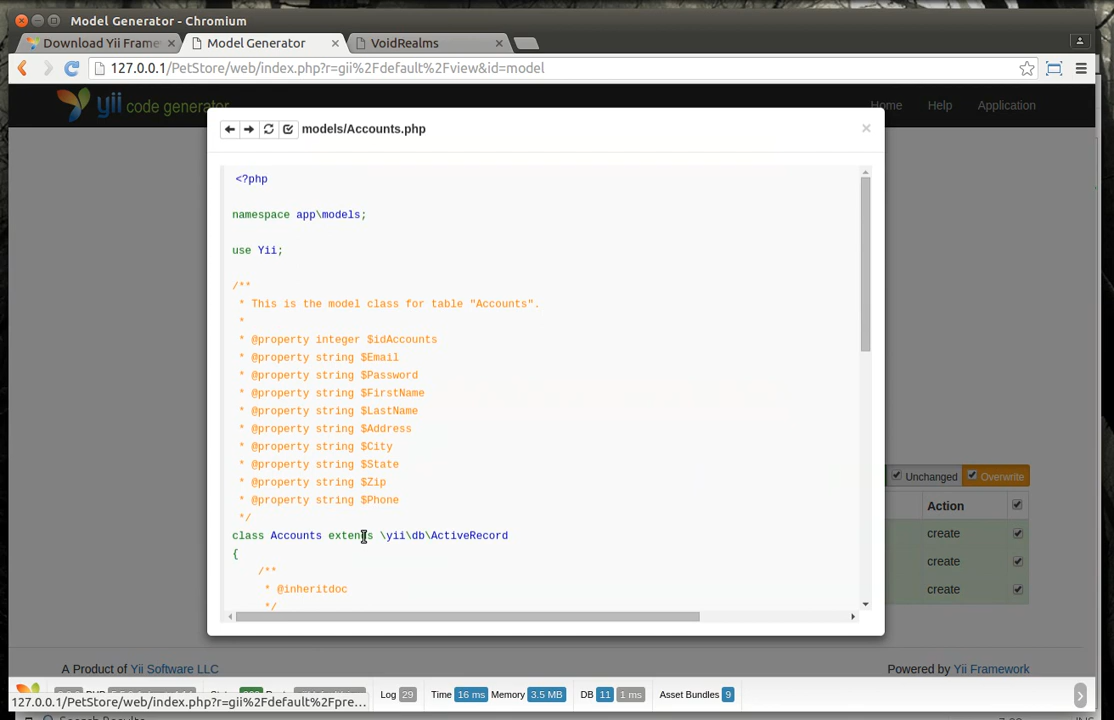 Model Generator - Chromium
Download Yii Frame
Model Generator
VoidRealms
127.0.0.1/PetStore/web/index.php?r=gii%2Fdefault%2Fview&id=model
yii code generator
Home Help Application
models/Accounts.php ×
<?php
namespace app\models;
use Yii;
/**
* This is the model class for table "Accounts".
*
* @property integer $idAccounts
* @property string $Email
* @property string $Password
* @property string $FirstName
* @property string $LastName
* @property string $Address
* @property string $City
* @property string $State
* @property string $Zip
* @property string $Phone
*/
class Accounts extends \yii\db\ActiveRecord
{
/**
* @inheritdoc
*/
Unchanged Overwrite
Action
create
create
create
A Product of Yii Software LLC
Powered by Yii Framework
Log 29 Time 16 ms Memory 3.5 MB DB 11 1 ms Asset Bundles 9
127.0.0.1/PetStore/web/index.php?r=gii%2Fdefault%2Fpre...